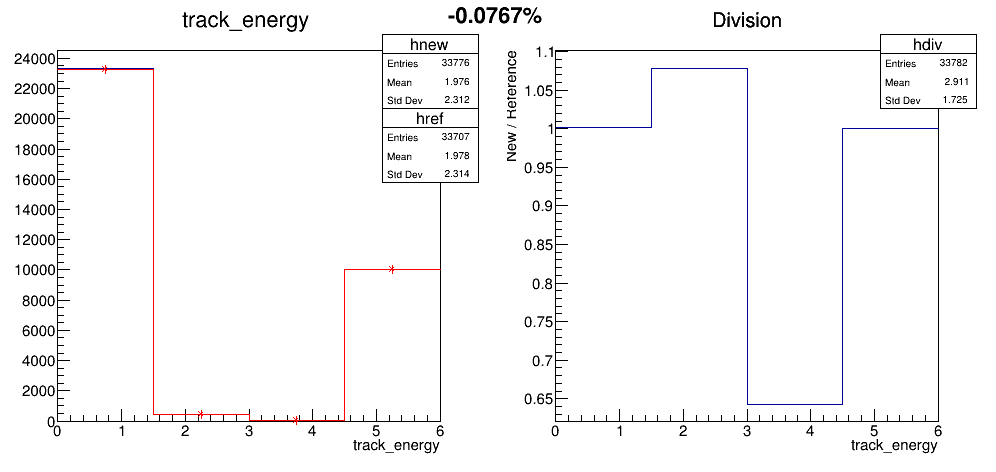 track_energy
-0.0767%
Division
hnew
Entries 33776
Mean 1.976
Std Dev 2.312
href
Entries 33707
Mean 1.978
Std Dev 2.314
24000
22000
20000
18000
16000
14000
12000
10000
8000
6000
4000
2000
0
0 1 2 3 4 5 6
track_energy
hdiv
Entries 33782
Mean 2.911
Std Dev 1.725
New / Reference
1.1
1.05
1
0.95
0.9
0.85
0.8
0.75
0.7
0.65
0 1 2 3 4 5 6
track_energy